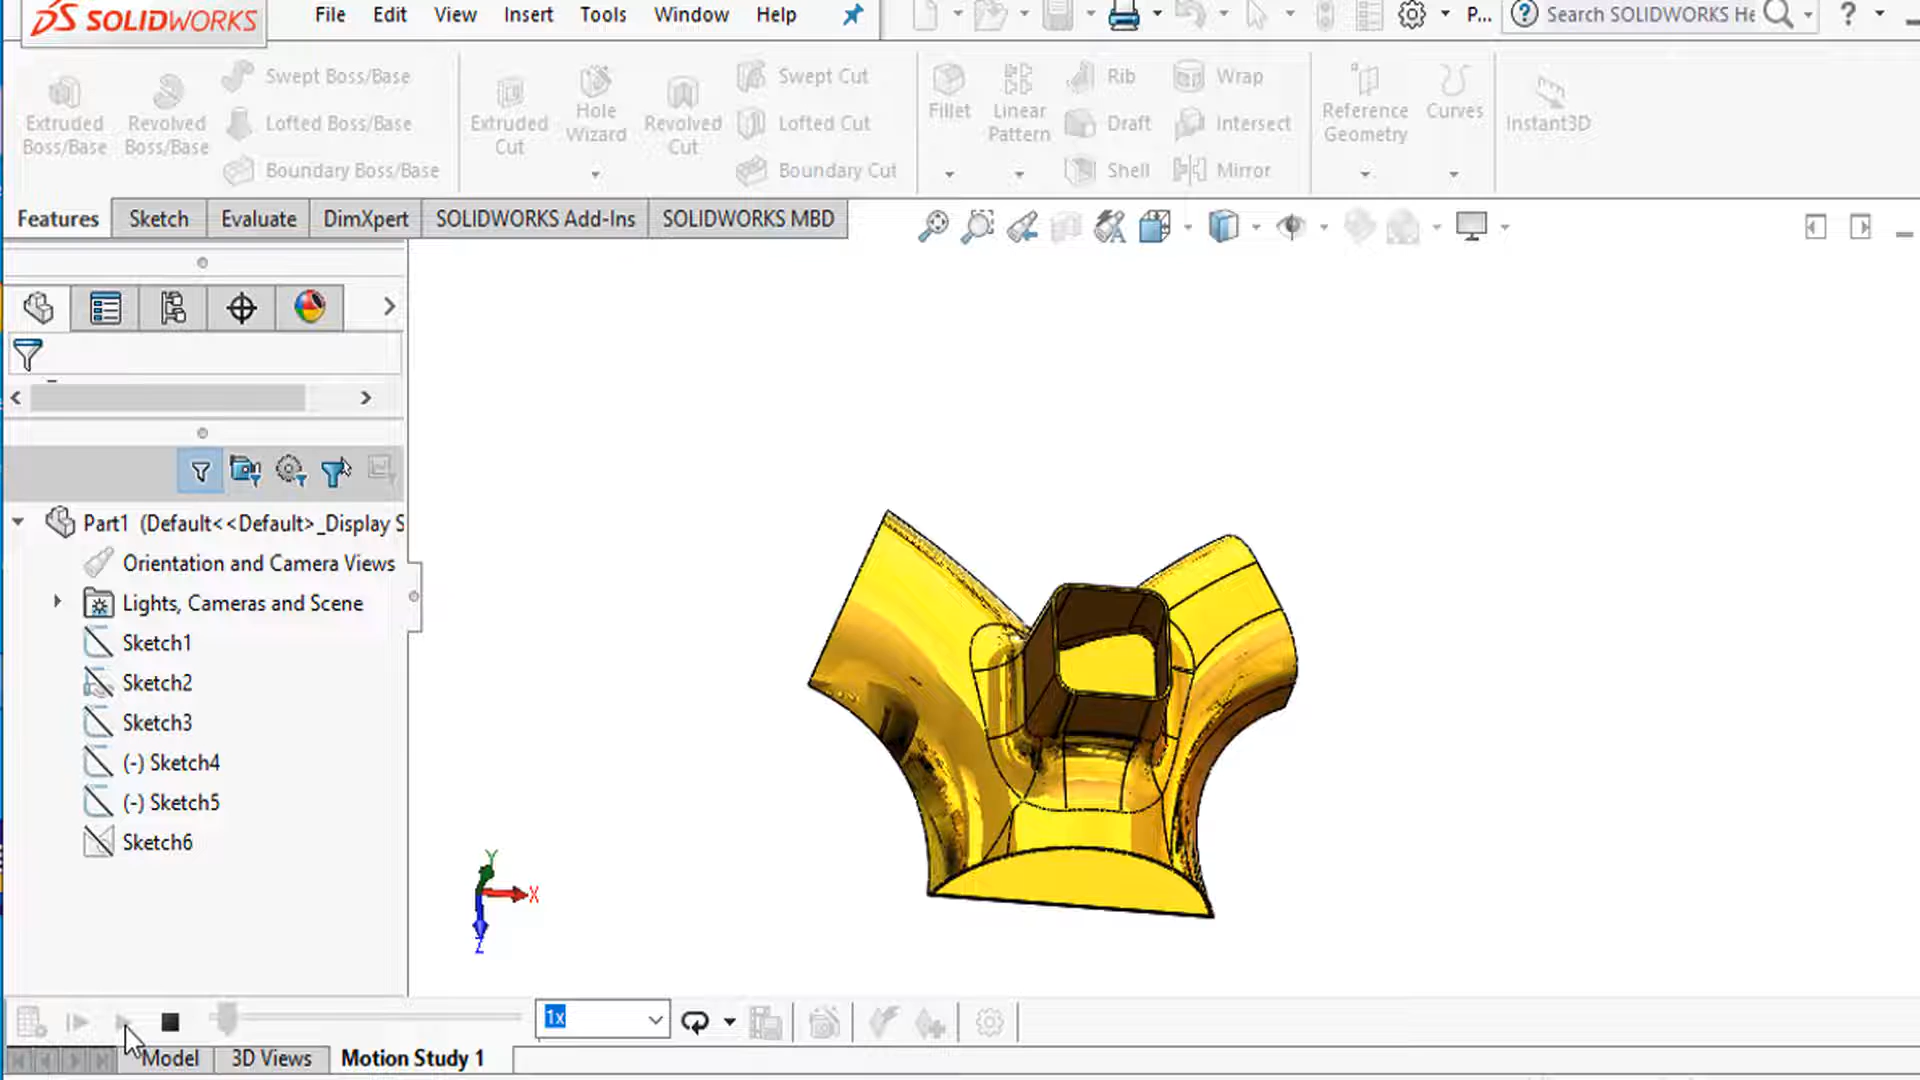 SOLIDWORKS
File Edit View Insert Tools Window Help
P...
Search SOLIDWORKS He
?
Extruded Boss/Base
Revolved Boss/Base
Swept Boss/Base
Lofted Boss/Base
Boundary Boss/Base
Extruded Cut
Hole Wizard
Revolved Cut
Swept Cut
Lofted Cut
Boundary Cut
Fillet
Linear Pattern
Rib
Draft
Shell
Wrap
Intersect
Mirror
Reference Geometry
Curves
Instant3D
Features Sketch Evaluate DimXpert SOLIDWORKS Add-Ins SOLIDWORKS MBD
Part1 (Default<<Default>_Display S
Orientation and Camera Views
Lights, Cameras and Scene
Sketch1
Sketch2
Sketch3
(-) Sketch4
(-) Sketch5
Sketch6
Y
X
Z
1x
Model 3D Views Motion Study 1